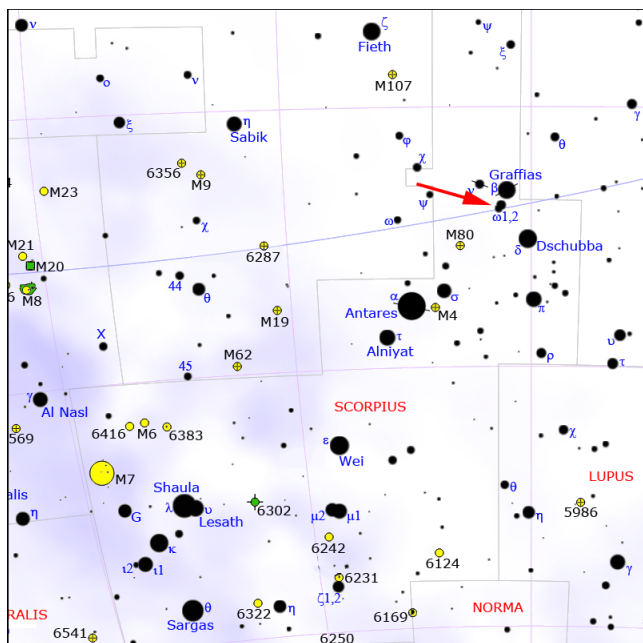 ν
ζ
Fieth
ψ
ξ
ο
ν
M107
ξ
η
Sabik
γ
φ
θ
χ
6356
M9
Graffias
ν
β
M23
ψ
ω1,2
χ
ω
M80
Dschubba
δ
M21
6287
M20
44
θ
M8
α
σ
Antares
M4
π
M19
Alniyat
τ
υ
X
ρ
τ
M62
45
γ
Al Nasl
SCORPIUS
6416
M6
6383
569
ε
Wei
χ
LUPUS
M7
Shaula
λ
υ
Lesath
6302
θ
5986
alis
η
G
μ2
μ1
η
κ
6242
6124
γ
ι2
ι1
6231
ζ1,2
θ
Sargas
6322
η
6169
NORMA
RALIS
6541
6250